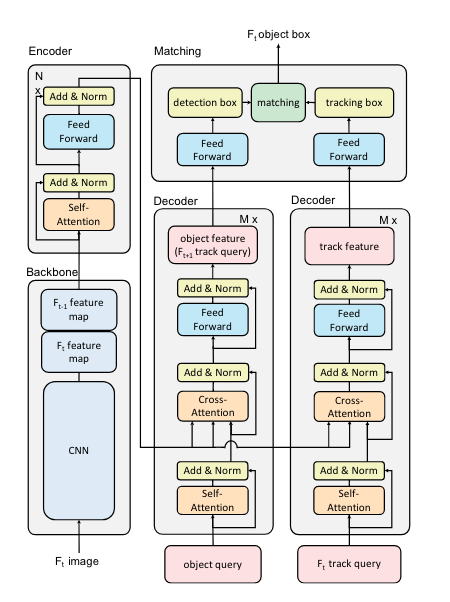 F_t object box
Encoder
Matching
N
x
Add & Norm
Feed
Forward
Add & Norm
Self-
Attention
detection box
matching
tracking box
Feed
Forward
Feed
Forward
Backbone
F_{t-1} feature
map
F_t feature
map
CNN
F_t image
Decoder
M x
object feature
(F_{t+1} track query)
Add & Norm
Feed
Forward
Add & Norm
Cross-
Attention
Add & Norm
Self-
Attention
object query
Decoder
M x
track feature
Add & Norm
Feed
Forward
Add & Norm
Cross-
Attention
Add & Norm
Self-
Attention
F_t track query